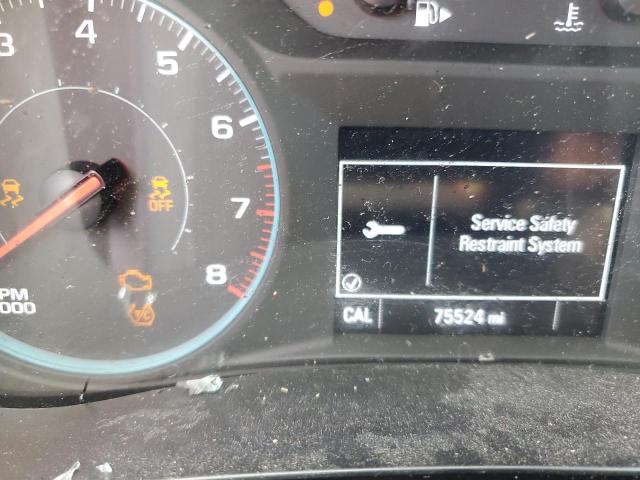 3
4
5
6
7
8
OFF
PM
000
Service Safety
Restraint System
CAL
75524 mi